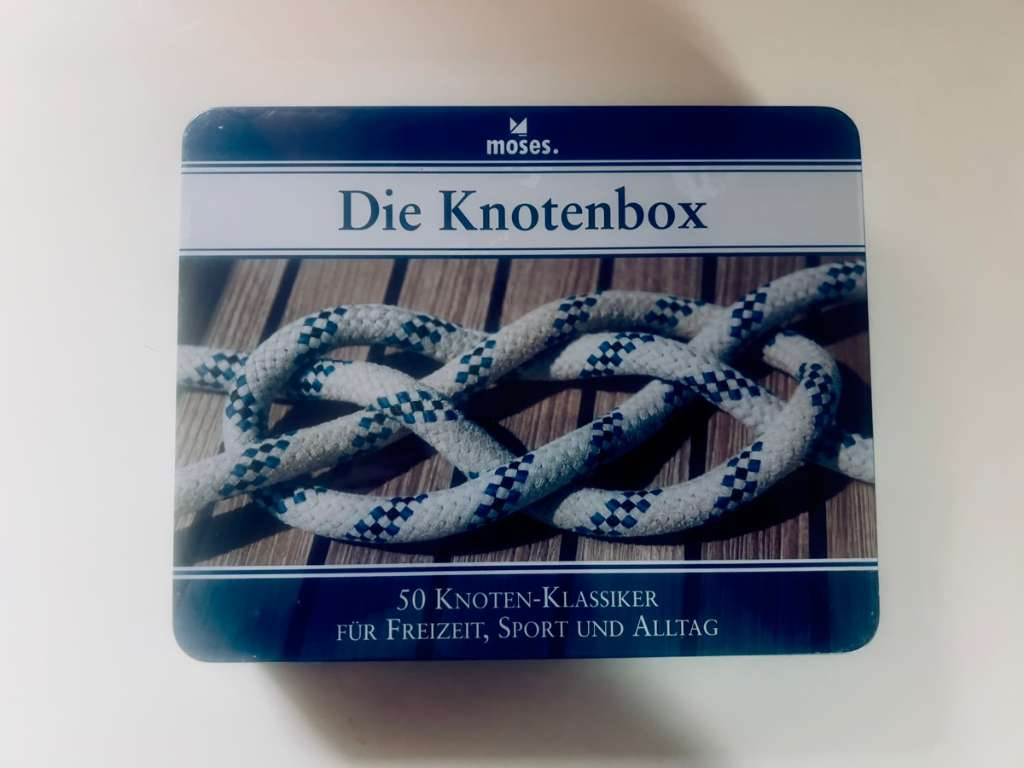 moses.
Die Knotenbox
50 Knoten-Klassiker
für Freizeit, Sport und Alltag